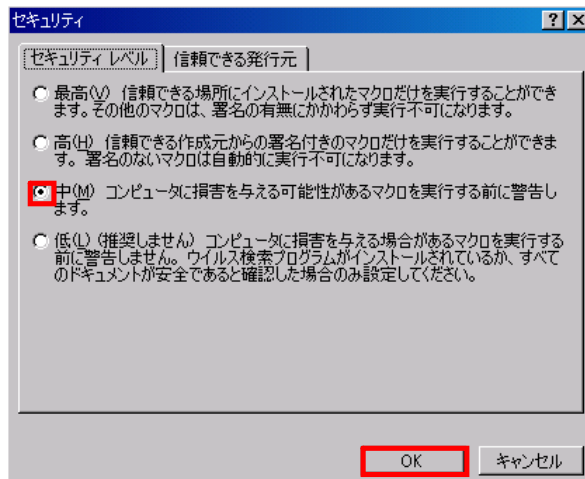 セキュリティ
セキュリティ レベル 信頼できる発行元
最高(V) 信頼できる場所にインストールされたマクロだけを実行することができ
ます。その他のマクロは、署名の有無にかかわらず実行不可になります。
高(H) 信頼できる作成元からの署名付きのマクロだけを実行することができま
す。 署名のないマクロは自動的に実行不可になります。
中(M) コンピュータに損害を与える可能性があるマクロを実行する前に警告し
ます。
低(L) (推奨しません) コンピュータに損害を与える場合があるマクロを実行する
前に警告しません。ウイルス検索プログラムがインストールされているか、すべて
のドキュメントが安全であると確認した場合のみ設定してください。
OK キャンセル